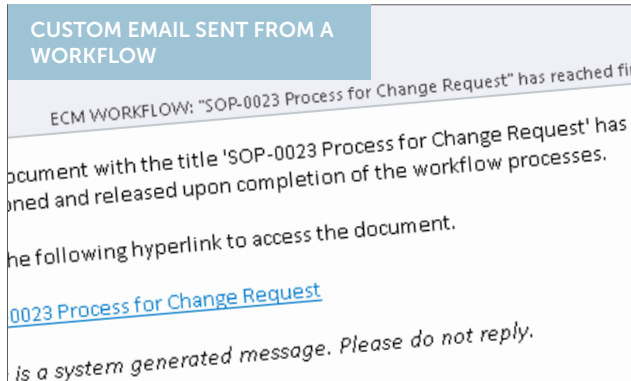 CUSTOM EMAIL SENT FROM A
WORKFLOW
ECM WORKFLOW: "SOP-0023 Process for Change Request" has reached
ocument with the title 'SOP-0023 Process for Change Request' has
oned and released upon completion of the workflow processes.
he following hyperlink to access the document.
0023 Process for Change Request
is a system generated message. Please do not reply.